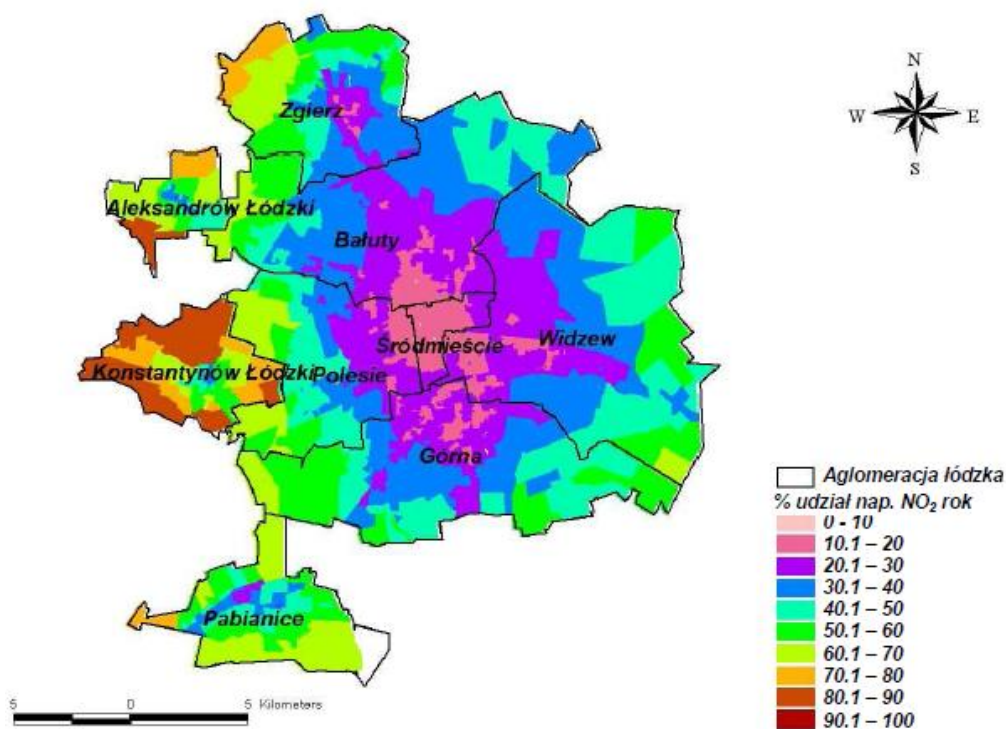 N
W E
S
Zgierz
Aleksandrów Łódzki
Bałuty
Śródmieście
Widzew
Konstantynów Łódzki
Polesie
Górna
Pabianice
Aglomeracja łódzka
% udział nap. NO₂ rok
0 - 10
10.1 – 20
20.1 – 30
30.1 – 40
40.1 – 50
50.1 – 60
60.1 – 70
70.1 – 80
80.1 – 90
90.1 – 100
5 0 5 Kilometers